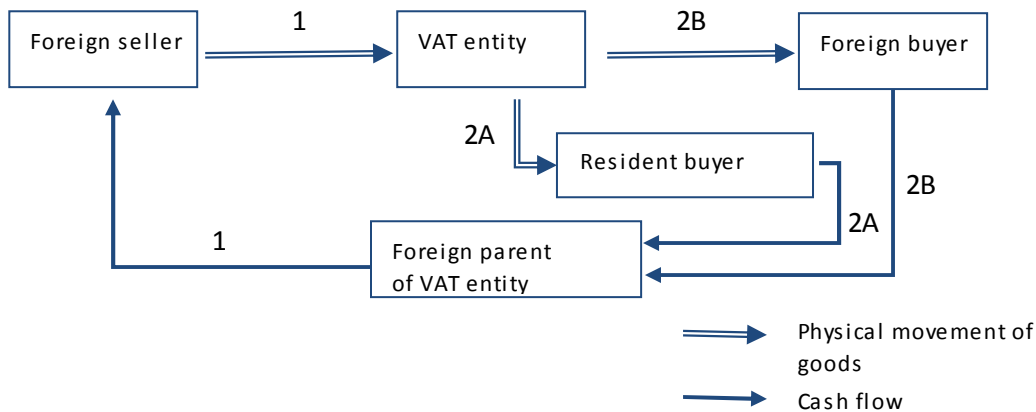 1
2B
Foreign seller
VAT entity
Foreign buyer
2A
Resident buyer
2B
2A
1
Foreign parent
of VAT entity
Physical movement of
goods
Cash flow